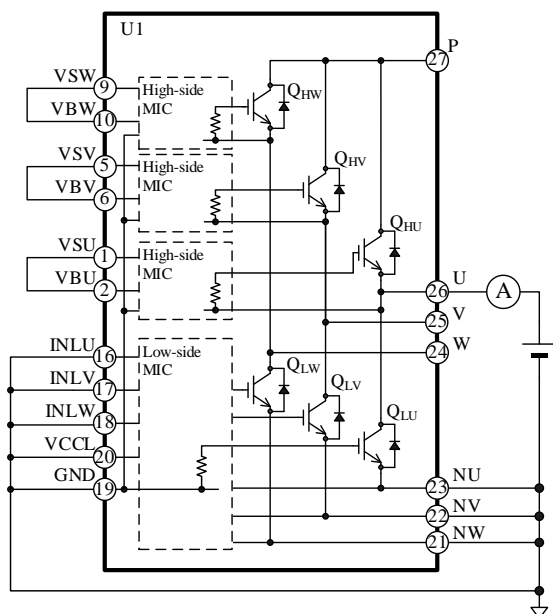 U1
P
27
VSW
9
High-side
MIC
QHW
VBW
10
VSV
5
High-side
MIC
QHV
VBV
6
VSU
1
High-side
MIC
QHU
VBU
2
U
26
A
V
25
W
24
INLU
16
Low-side
MIC
QLW
INLV
17
QLV
INLW
18
QLU
VCCL
20
GND
19
NU
23
NV
22
NW
21